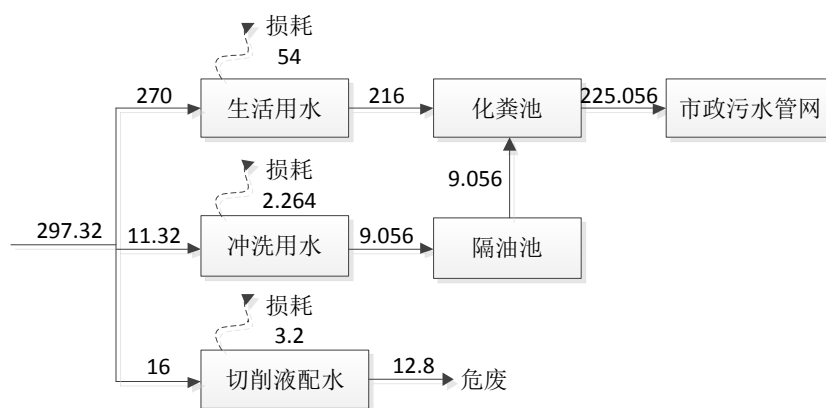 损耗
54
270
生活用水
216
化粪池
225.056
市政污水管网
损耗
2.264
9.056
297.32
11.32
冲洗用水
9.056
隔油池
损耗
3.2
16
切削液配水
12.8
危废